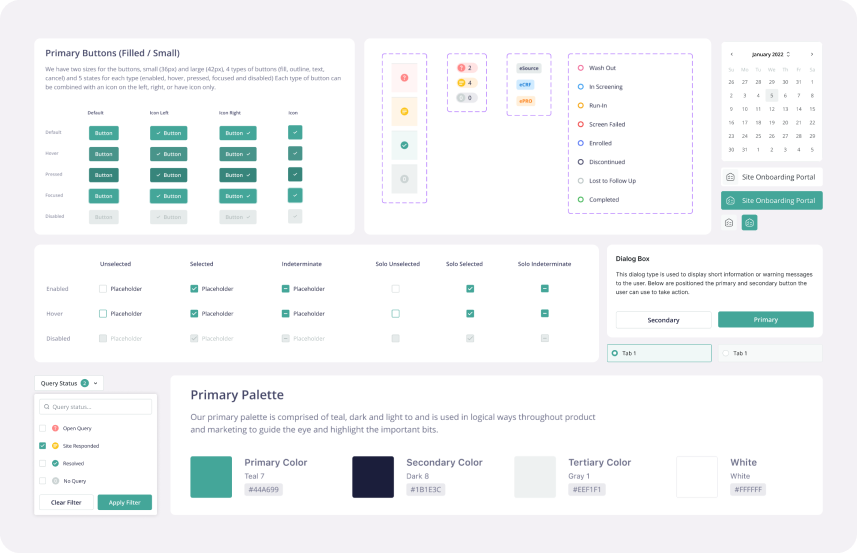 Primary Buttons (Filled / Small)
We have two sizes for the buttons, small (36px) and large (42px), 4 types of buttons (fill, outline, text,
cancel) and 5 states for each type (enabled, hover, pressed, focused and disabled) Each type of button can
be combined with an icon on the left, right, or have icon only.
Default Icon Left Icon Right Icon
Default Button Button Button
Hover Button Button Button
Pressed Button Button Button
Focused Button Button Button
Disabled Button Button Button
2
4
0
eSource
eCRF
ePRO
Wash Out
In Screening
Run-In
Screen Failed
Enrolled
Discontinued
Lost to Follow Up
Completed
January 2022
Su Mo Tu We Th Fr Sa
26 27 28 29 30 31 1
2 3 4 5 6 7 8
9 10 11 12 13 14 15
16 17 18 19 20 21 22
23 24 25 26 27 28 29
30 31 1 2 3 4 5
Site Onboarding Portal
Site Onboarding Portal
Unselected Selected Indeterminate Solo Unselected Solo Selected Solo Indeterminate
Enabled Placeholder Placeholder Placeholder
Hover Placeholder Placeholder Placeholder
Disabled Placeholder Placeholder Placeholder
Dialog Box
This dialog type is used to display short information or warning messages
to the user. Below are positioned the primary and secondary button the
user can use to take action.
Secondary Primary
Tab 1 Tab 1
Query Status 2
Query status...
Open Query
Site Responded
Resolved
No Query
Clear Filter Apply Filter
Primary Palette
Our primary palette is comprised of teal, dark and light to and is used in logical ways throughout product
and marketing to guide the eye and highlight the important bits.
Primary Color Secondary Color Tertiary Color White
Teal 7 Dark 8 Gray 1 White
#44A699 #1B1E3C #EEF1F1 #FFFFFF